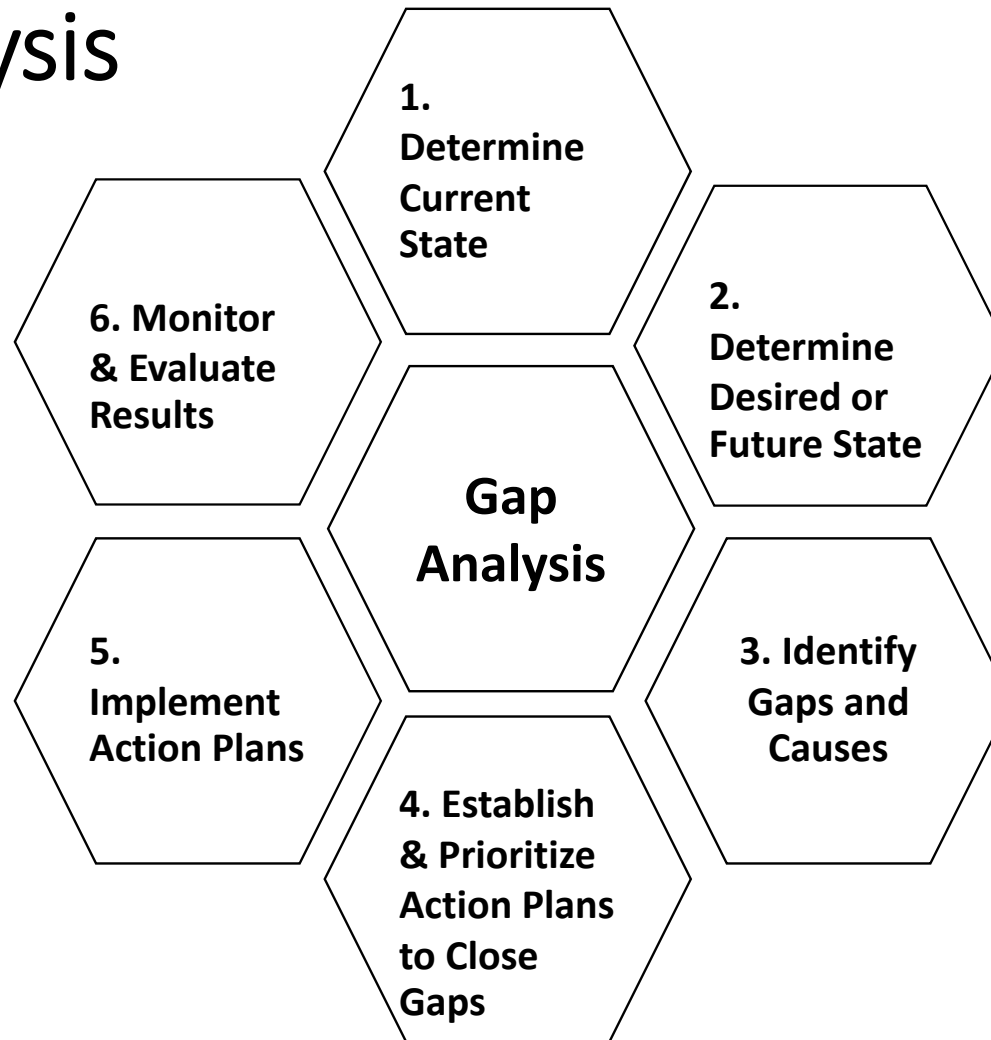 ysis
1.
Determine
Current
State
2.
Determine
Desired or
Future State
3. Identify
Gaps and
Causes
4. Establish
& Prioritize
Action Plans
to Close
Gaps
5.
Implement
Action Plans
6. Monitor
& Evaluate
Results
Gap
Analysis